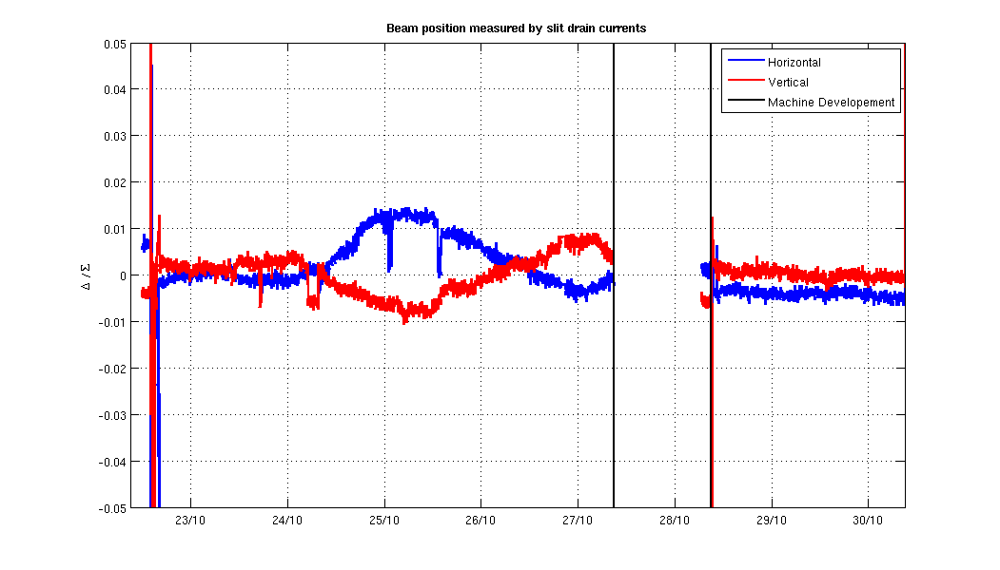 Beam position measured by slit drain currents
Δ /Σ
0.05
0.04
0.03
0.02
0.01
0
-0.01
-0.02
-0.03
-0.04
-0.05
23/10 24/10 25/10 26/10 27/10 28/10 29/10 30/10
Horizontal
Vertical
Machine Developement